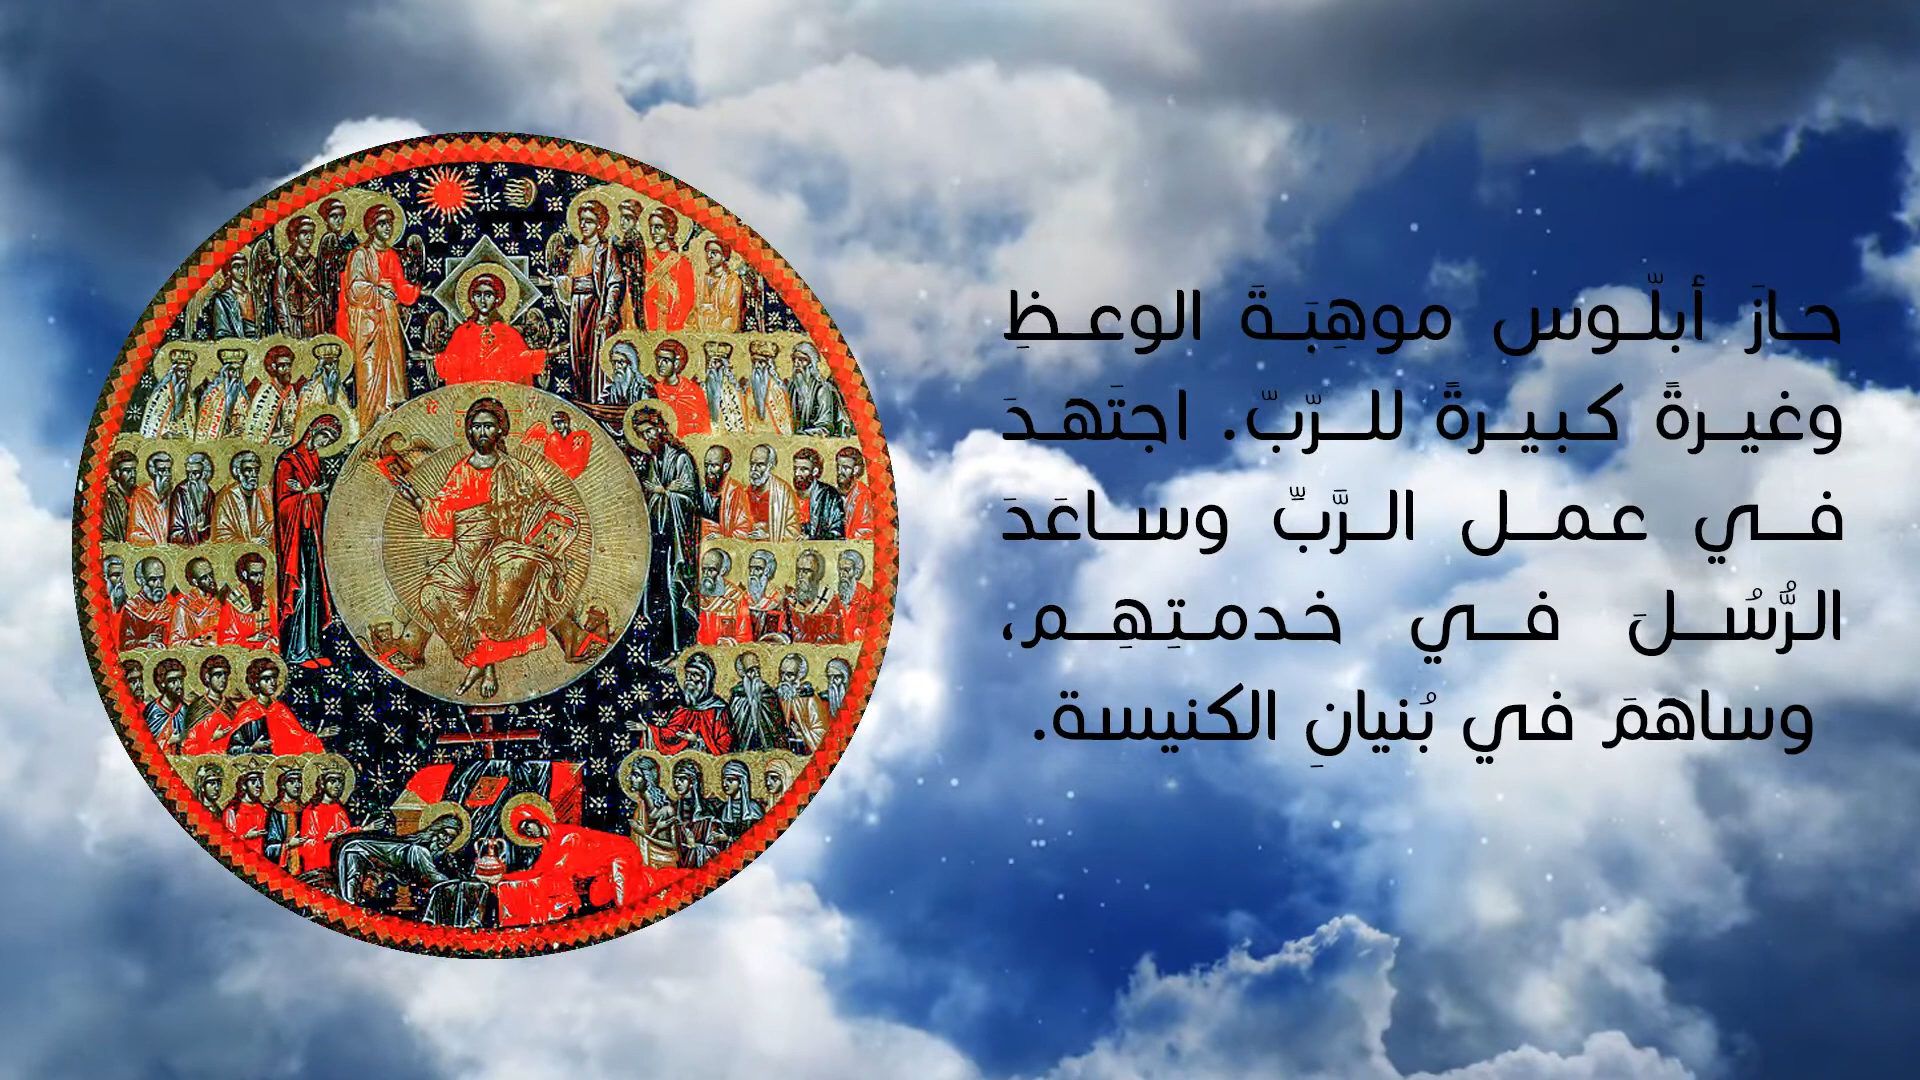 حازَ أبلّوس موهِبَةَ الوعظِ
وغيرةً كبيرةً للرّبّ. اجتَهدَ
في عمل الرَّبِّ وساعَدَ
الرُّسُلَ في خدمتِهِم،
وساهمَ في بُنيانِ الكنيسة.